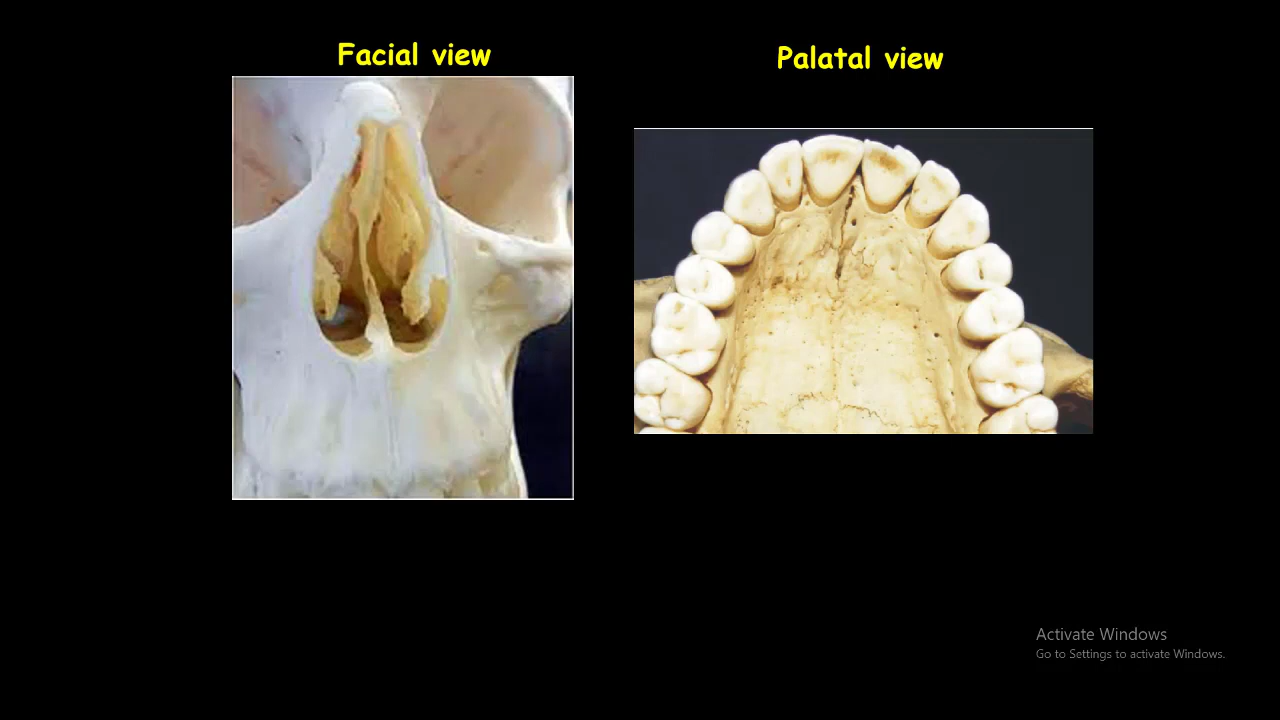 Facial view
Palatal view
Activate Windows
Go to Settings to activate Windows.